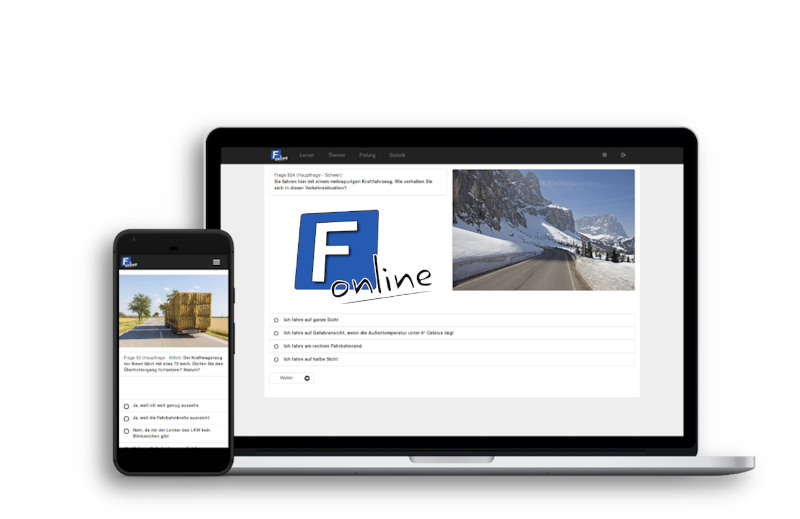 F online
Lernen Themen Prüfung Statistik
Frage 824 (Hauptfrage - Schwer):
Sie fahren hier mit einem mehrspurigen Kraftfahrzeug. Wie verhalten Sie
sich in dieser Verkehrssituation?
F
online
Ich fahre auf ganze Sicht
Ich fahre auf Gefahrensicht, wenn die Außentemperatur unter 6° Celsius liegt
Ich fahre am rechten Fahrbahnrand
Ich fahre auf halbe Sicht
Weiter
F online
Frage 53 (Hauptfrage - Mittel): Der Kraftwagenzug
vor Ihnen fährt mit etwa 70 km/h. Dürfen Sie den
Überholvorgang fortsetzen? Warum?
Ja, weil ich weit genug aussehe
Ja, weil die Fahrbahnbreite ausreicht
Nein, da mir der Lenker des LKW kein
Blinkzeichen gibt